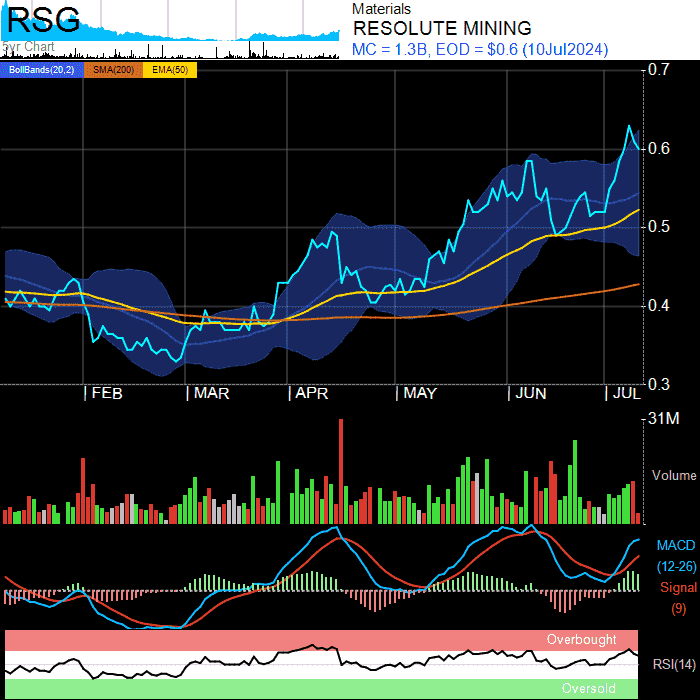 RSG
5yr Chart
Materials
RESOLUTE MINING
MC = 1.3B, EOD = $0.6 (10Jul2024)
BollBands(20,2) SMA(200) EMA(50)
0.7
0.6
0.5
0.4
0.3
FEB MAR APR MAY JUN JUL
31M
Volume
MACD
(12-26)
Signal
(9)
Overbought
RSI(14)
Oversold